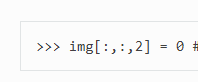 >>> img[:,:,2] = 0 #